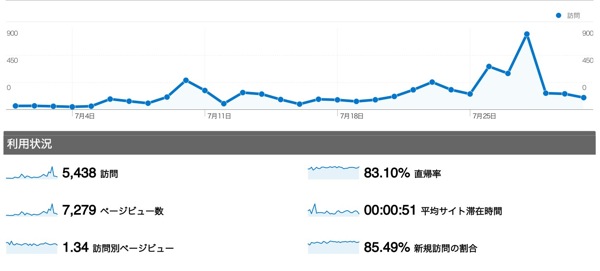 訪問
900 900
450 450
0 0
7月4日 7月11日 7月18日 7月25日
利用状況
5,438 訪問 83.10% 直帰率
7,279 ページビュー数 00:00:51 平均サイト滞在時間
1.34 訪問別ページビュー 85.49% 新規訪問の割合